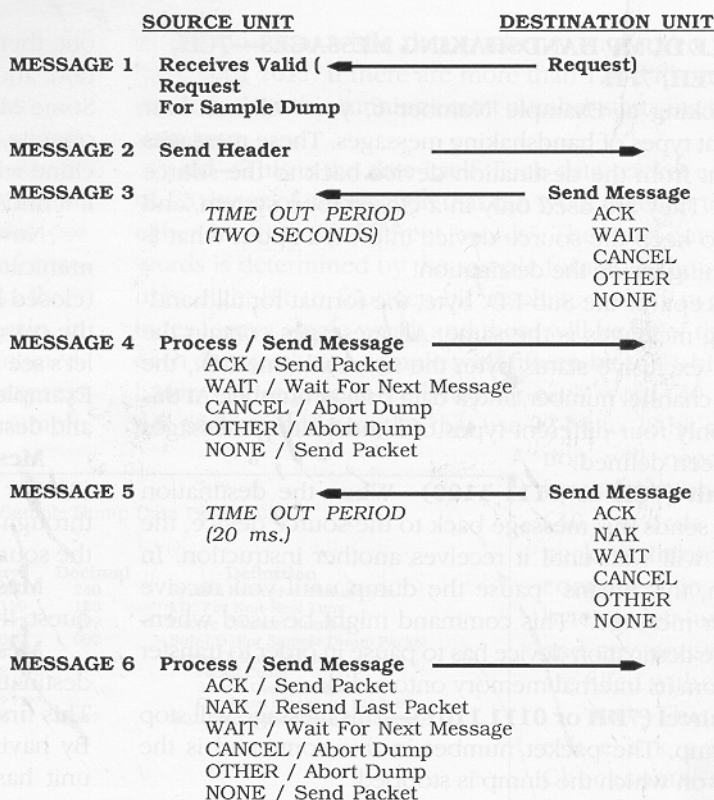 SOURCE UNIT DESTINATION UNIT
MESSAGE 1 Receives Valid ( Request)
Request
For Sample Dump
MESSAGE 2 Send Header
MESSAGE 3 Send Message
TIME OUT PERIOD ACK
(TWO SECONDS) WAIT
CANCEL
OTHER
NONE
MESSAGE 4 Process / Send Message
ACK / Send Packet
WAIT / Wait For Next Message
CANCEL / Abort Dump
OTHER / Abort Dump
NONE / Send Packet
MESSAGE 5 Send Message
TIME OUT PERIOD ACK
(20 ms.) NAK
WAIT
CANCEL
OTHER
NONE
MESSAGE 6 Process / Send Message
ACK / Send Packet
NAK / Resend Last Packet
WAIT / Wait For Next Message
CANCEL / Abort Dump
OTHER / Abort Dump
NONE / Send Packet